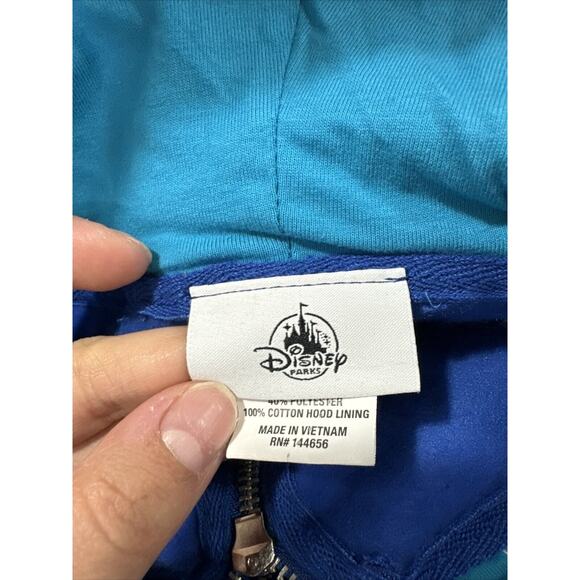 Disney
PARKS
40% POLYESTER
100% COTTON HOOD LINING
MADE IN VIETNAM
RN# 144656